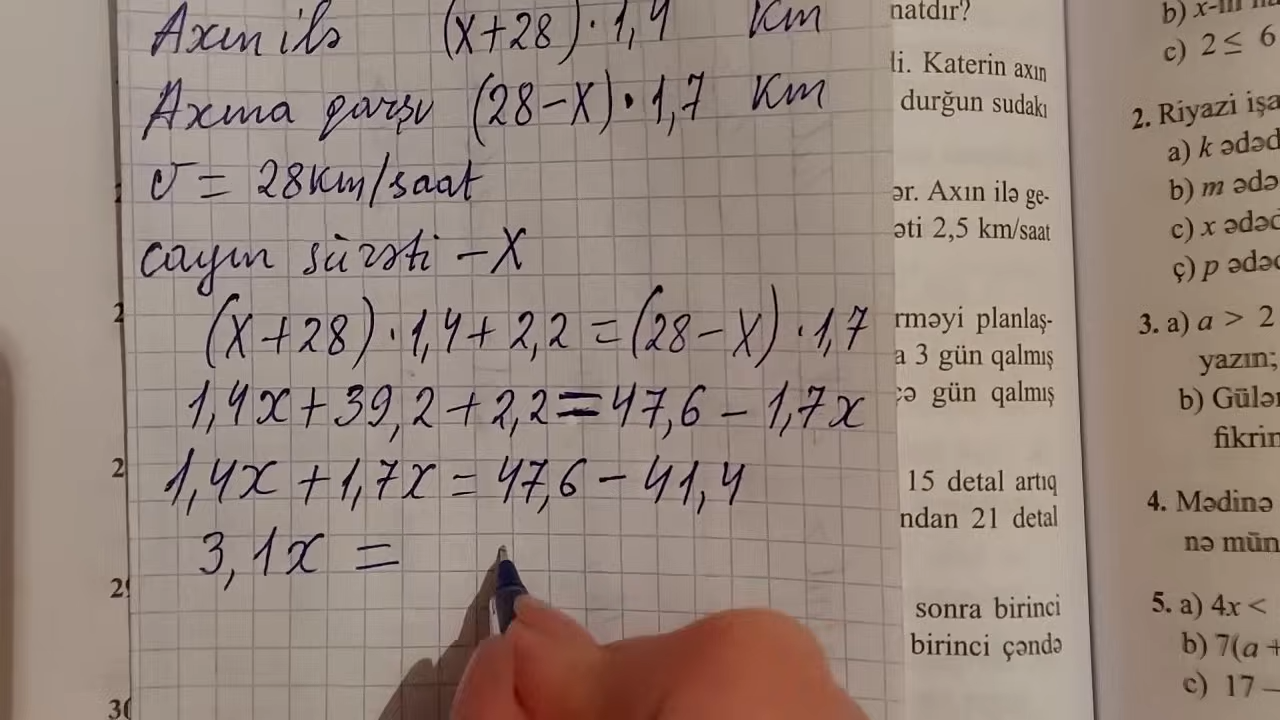 Axın ilə (x+28)·1,4 km
Axına qarşı (28-x)·1,7 km
v = 28km/saat
çayın sürəti -x
(x+28)·1,4+2,2=(28-x)·1,7
1,4x+39,2+2,2=47,6-1,7x
1,4x+1,7x=47,6-41,4
3,1x=
natdır?
li. Katerin axın
durğun sudakı
ər. Axın ilə ge-
əti 2,5 km/saat
rməyi planlaş-
a 3 gün qalmış
çə gün qalmış
15 detal artıq
ndan 21 detal
sonra birinci
birinci çəndə
2
2
2
30
b) x-in
c) 2 ≤ 6
2. Riyazi işa
a) k ədəd
b) m ədə
c) x ədəd
ç) p ədəd
3. a) a > 2
yazın;
b) Gülər
fikrin
4. Mədinə
nə mün
5. a) 4x <
b) 7(a +
c) 17 –